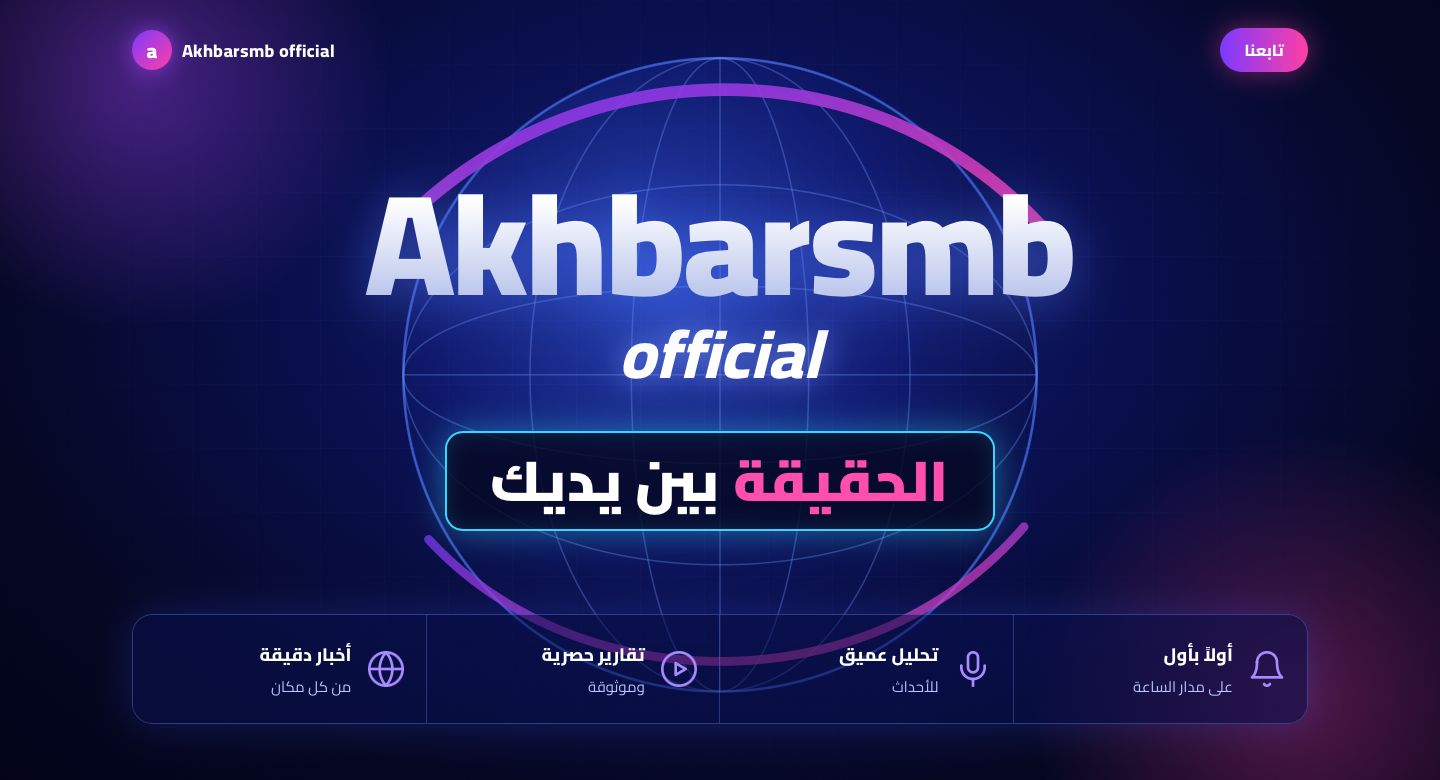 a
Akhbarsmb official
تابعنا
Akhbarsmb
official
الحقيقة بين يديك
أولاً بأول
على مدار الساعة
تحليل عميق
للأحداث
تقارير حصرية
وموثوقة
أخبار دقيقة
من كل مكان